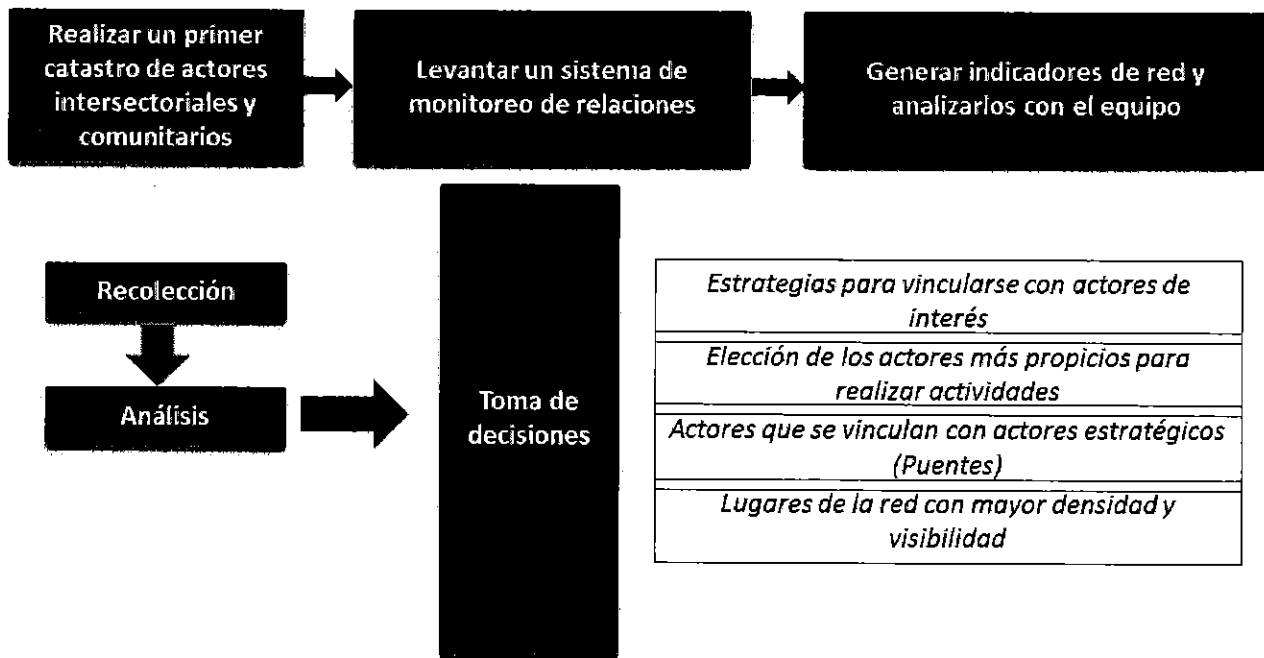 Realizar un primer
catastro de actores
intersectoriales y
comunitarios
Levantar un sistema de
monitoreo de relaciones
Generar indicadores de red y
analizarlos con el equipo
Recolección
Análisis
Toma de
decisiones
Estrategias para vincularse con actores de
interés
Elección de los actores más propicios para
realizar actividades
Actores que se vinculan con actores estratégicos
(Puentes)
Lugares de la red con mayor densidad y
visibilidad